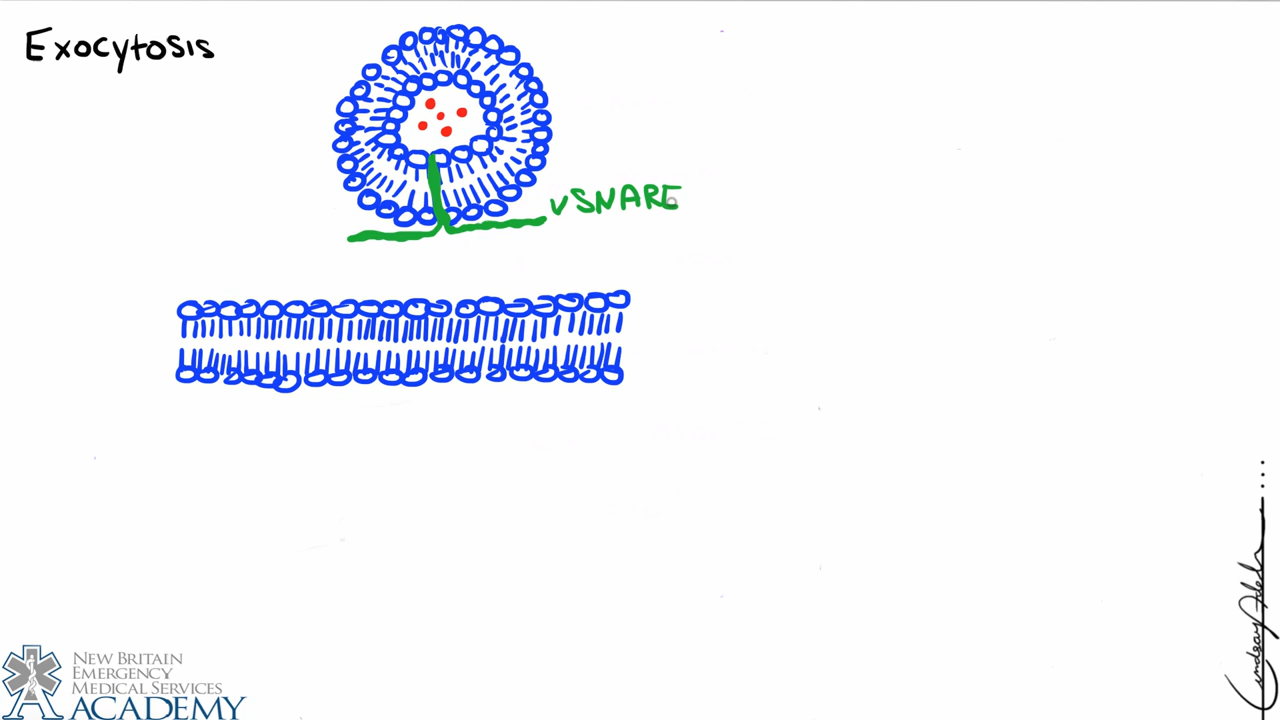 Exocytosis
vSNARE
NEW BRITAIN
EMERGENCY
MEDICAL SERVICES
ACADEMY